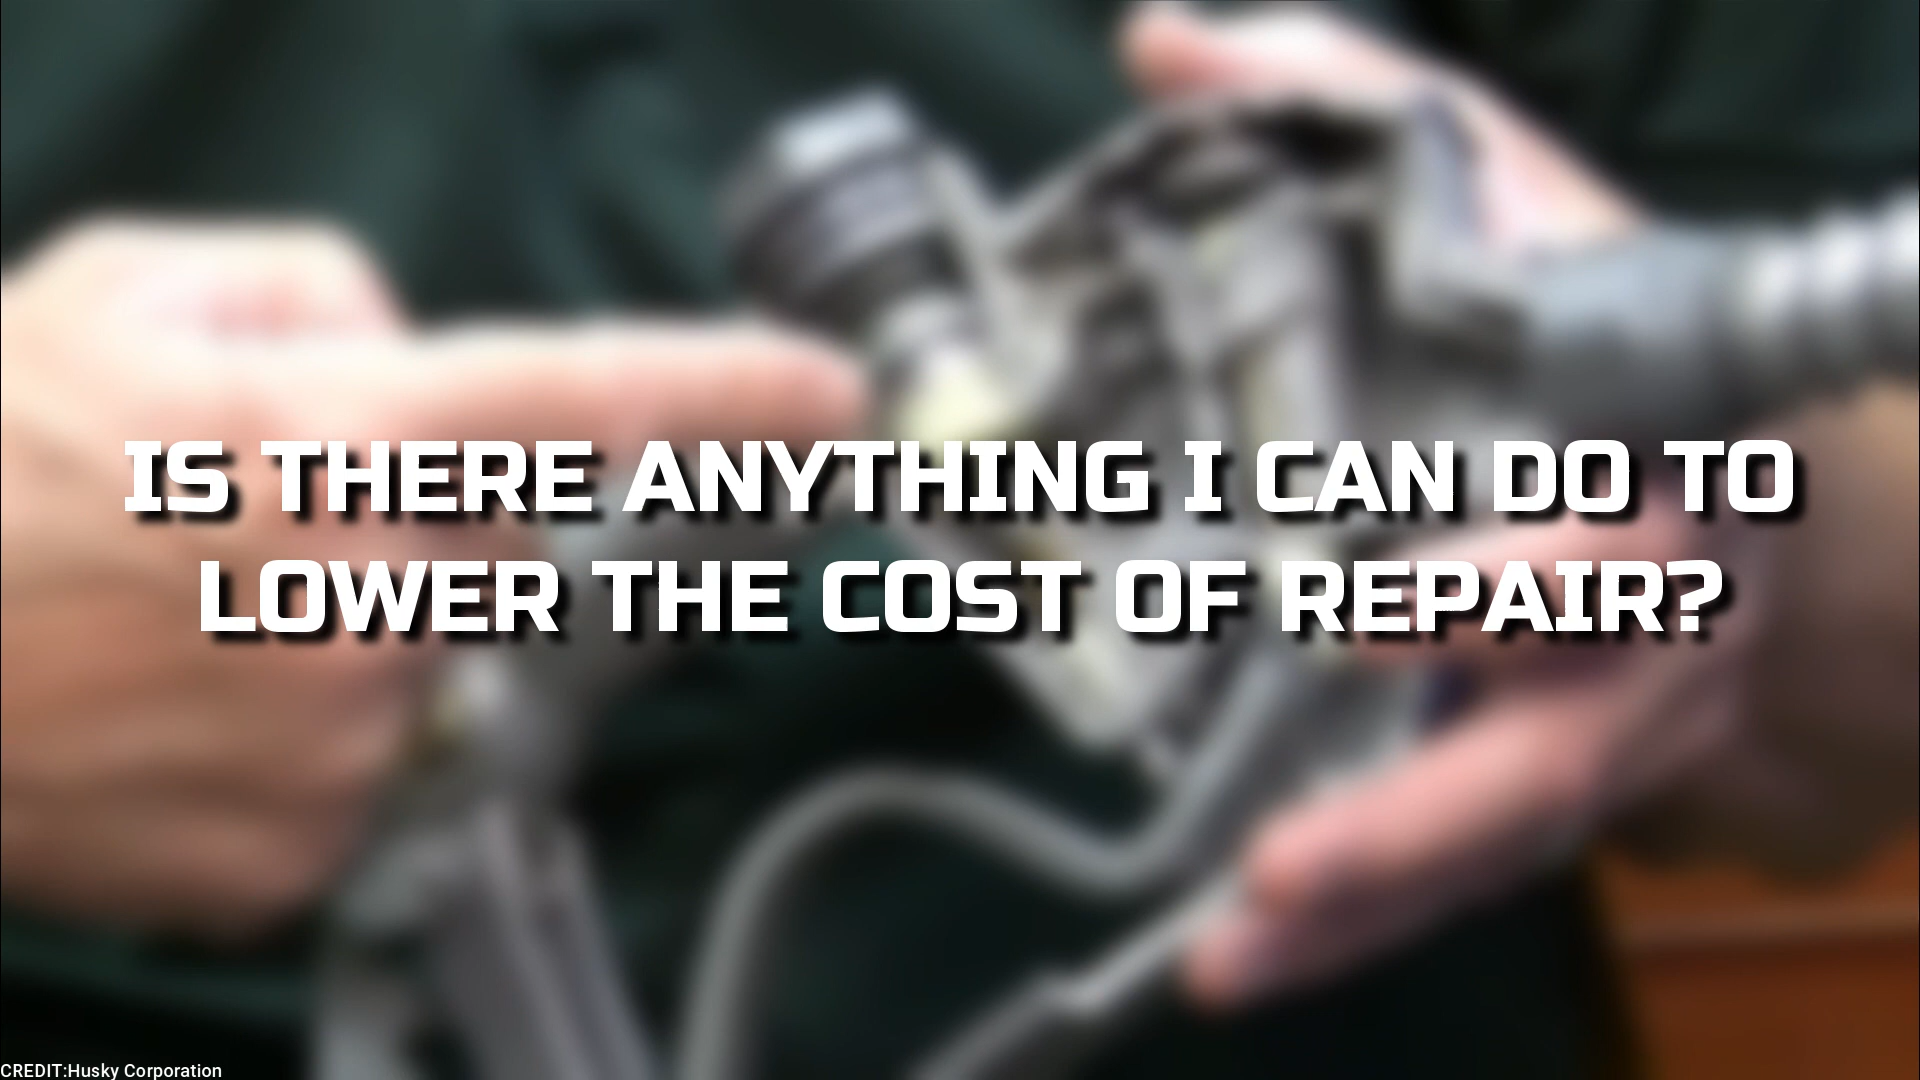 IS THERE ANYTHING I CAN DO TO
LOWER THE COST OF REPAIR?
CREDIT:Husky Corporation